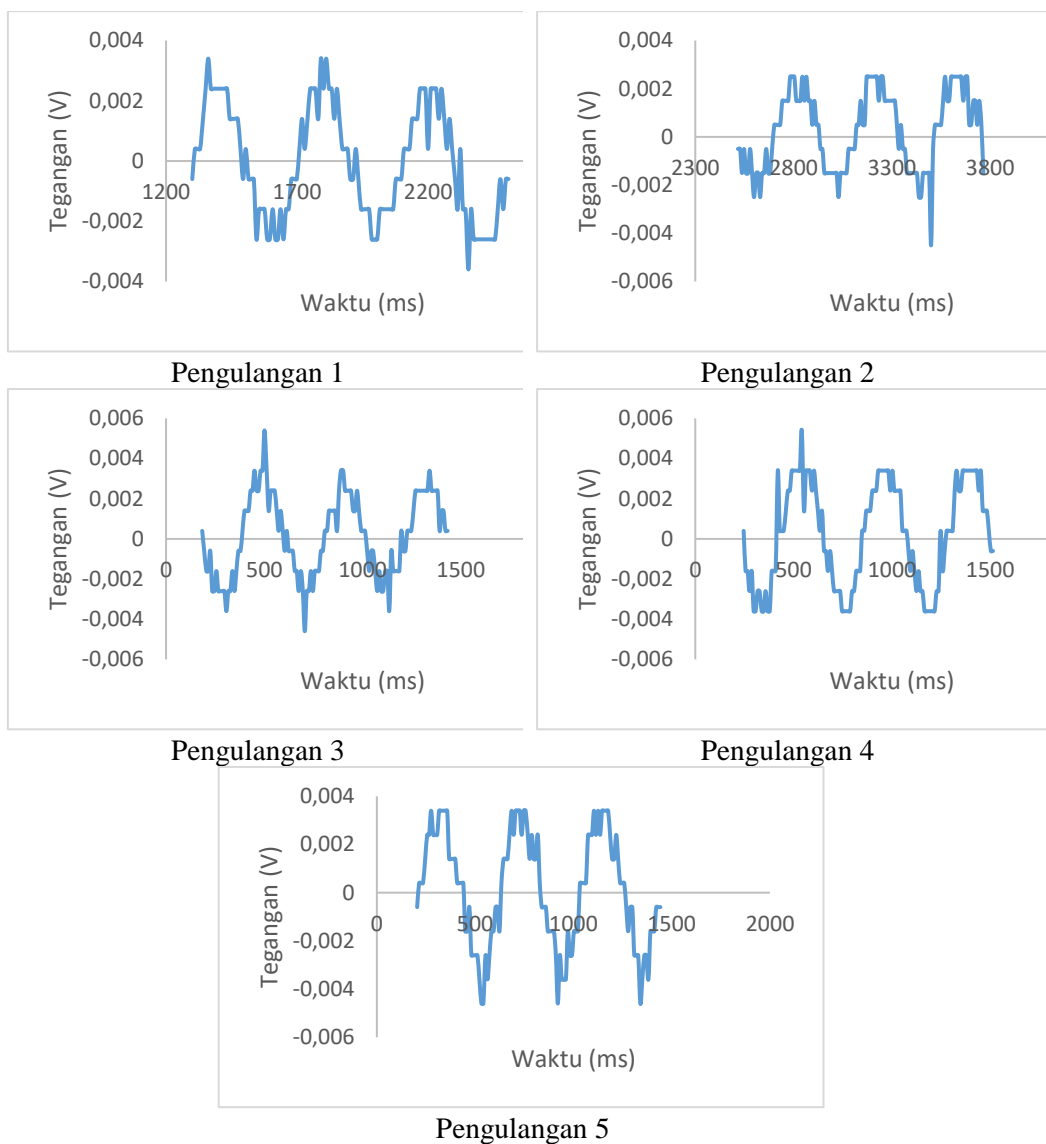 0,004
0,002
0
-0,002
-0,004
1200 1700 2200
Tegangan (V)
Waktu (ms)
Pengulangan 1
0,004
0,002
0
-0,002
-0,004
-0,006
2300 2800 3300 3800
Tegangan (V)
Waktu (ms)
Pengulangan 2
0,006
0,004
0,002
0
-0,002
-0,004
-0,006
0 500 1000 1500
Tegangan (V)
Waktu (ms)
Pengulangan 3
0,006
0,004
0,002
0
-0,002
-0,004
-0,006
0 500 1000 1500
Tegangan (V)
Waktu (ms)
Pengulangan 4
0,004
0,002
0
-0,002
-0,004
-0,006
0 500 1000 1500 2000
Tegangan (V)
Waktu (ms)
Pengulangan 5